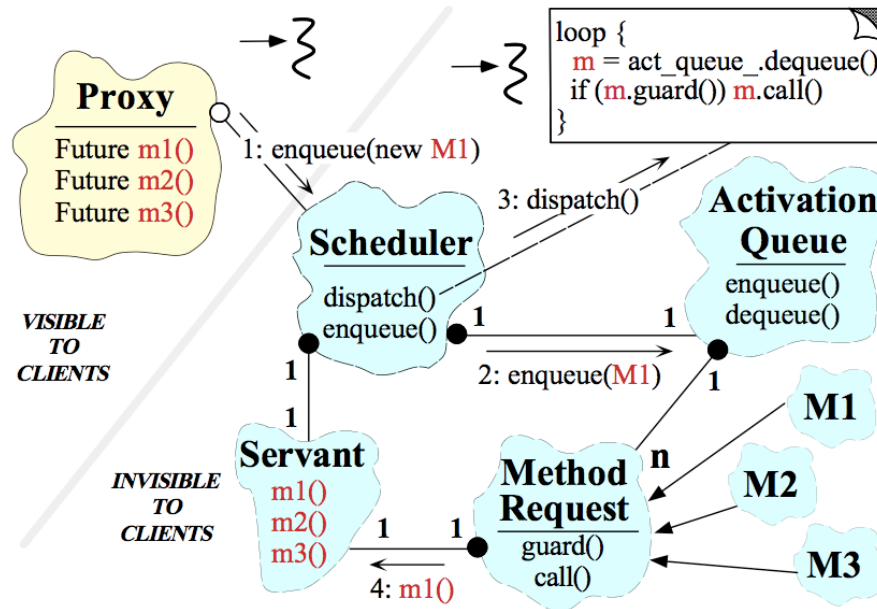 loop {
m = act_queue_.dequeue()
if (m.guard()) m.call()
}
Proxy
Future m1()
Future m2()
Future m3()
1: enqueue(new M1)
3: dispatch()
Scheduler
dispatch()
enqueue()
Activation
Queue
enqueue()
dequeue()
VISIBLE
TO
CLIENTS
1
1
2: enqueue(M1)
1
1
1
n
M1
M2
M3
Servant
m1()
m2()
m3()
INVISIBLE
TO
CLIENTS
Method
Request
guard()
call()
1
1
4: m1()